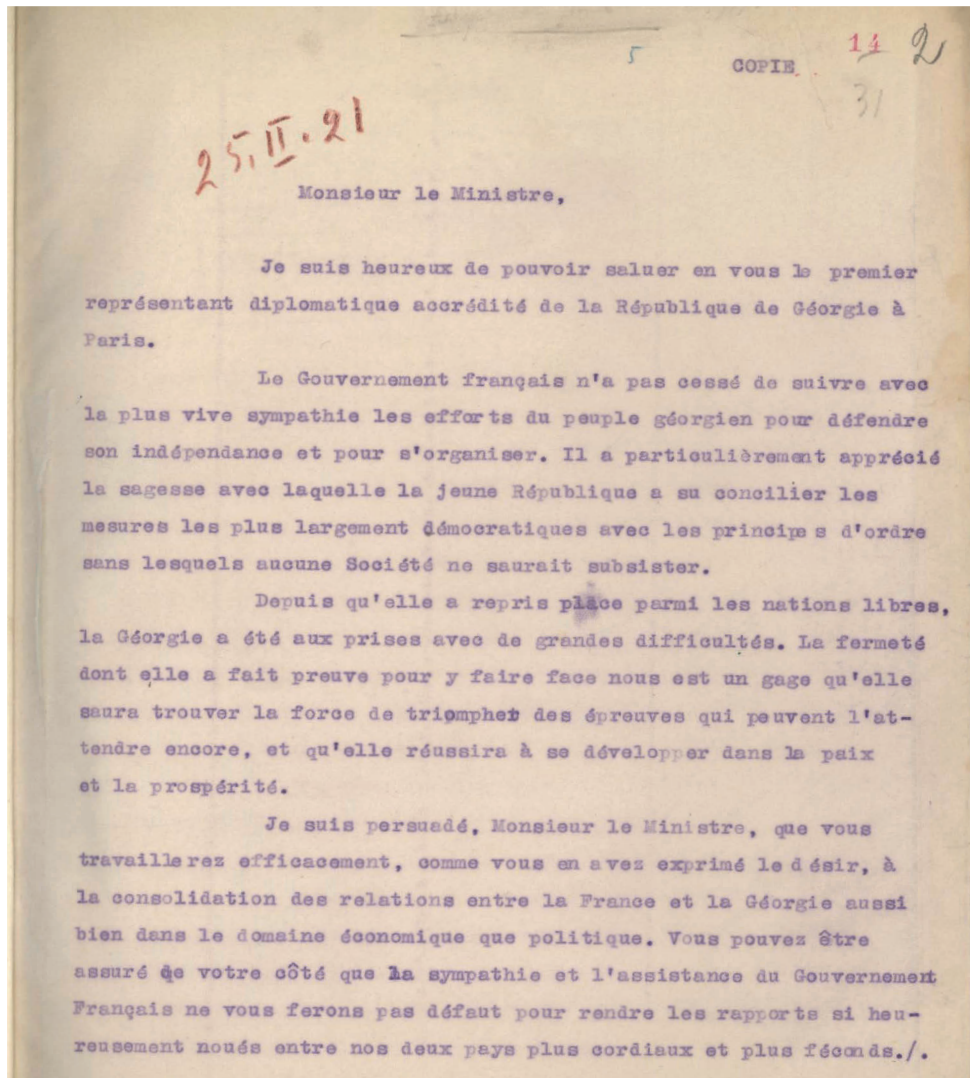 5
COPIE.
14
2
31
25.II.21
Monsieur le Ministre,
Je suis heureux de pouvoir saluer en vous le premier
représentant diplomatique accrédité de la République de Géorgie à
Paris.
Le Gouvernement français n'a pas cessé de suivre avec
la plus vive sympathie les efforts du peuple géorgien pour défendre
son indépendance et pour s'organiser. Il a particulièrement apprécié
la sagesse avec laquelle la jeune République a su concilier les
mesures les plus largement démocratiques avec les principes d'ordre
sans lesquels aucune Société ne saurait subsister.
Depuis qu'elle a repris place parmi les nations libres,
la Géorgie a été aux prises avec de grandes difficultés. La fermeté
dont elle a fait preuve pour y faire face nous est un gage qu'elle
saura trouver la force de triompher des épreuves qui peuvent l'at-
tendre encore, et qu'elle réussira à se développer dans la paix
et la prospérité.
Je suis persuadé, Monsieur le Ministre, que vous
travaillerez efficacement, comme vous en avez exprimé le désir, à
la consolidation des relations entre la France et la Géorgie aussi
bien dans le domaine économique que politique. Vous pouvez être
assuré de votre côté que la sympathie et l'assistance du Gouvernement
Français ne vous ferons pas défaut pour rendre les rapports si heu-
reusement noués entre nos deux pays plus cordiaux et plus féconds./.